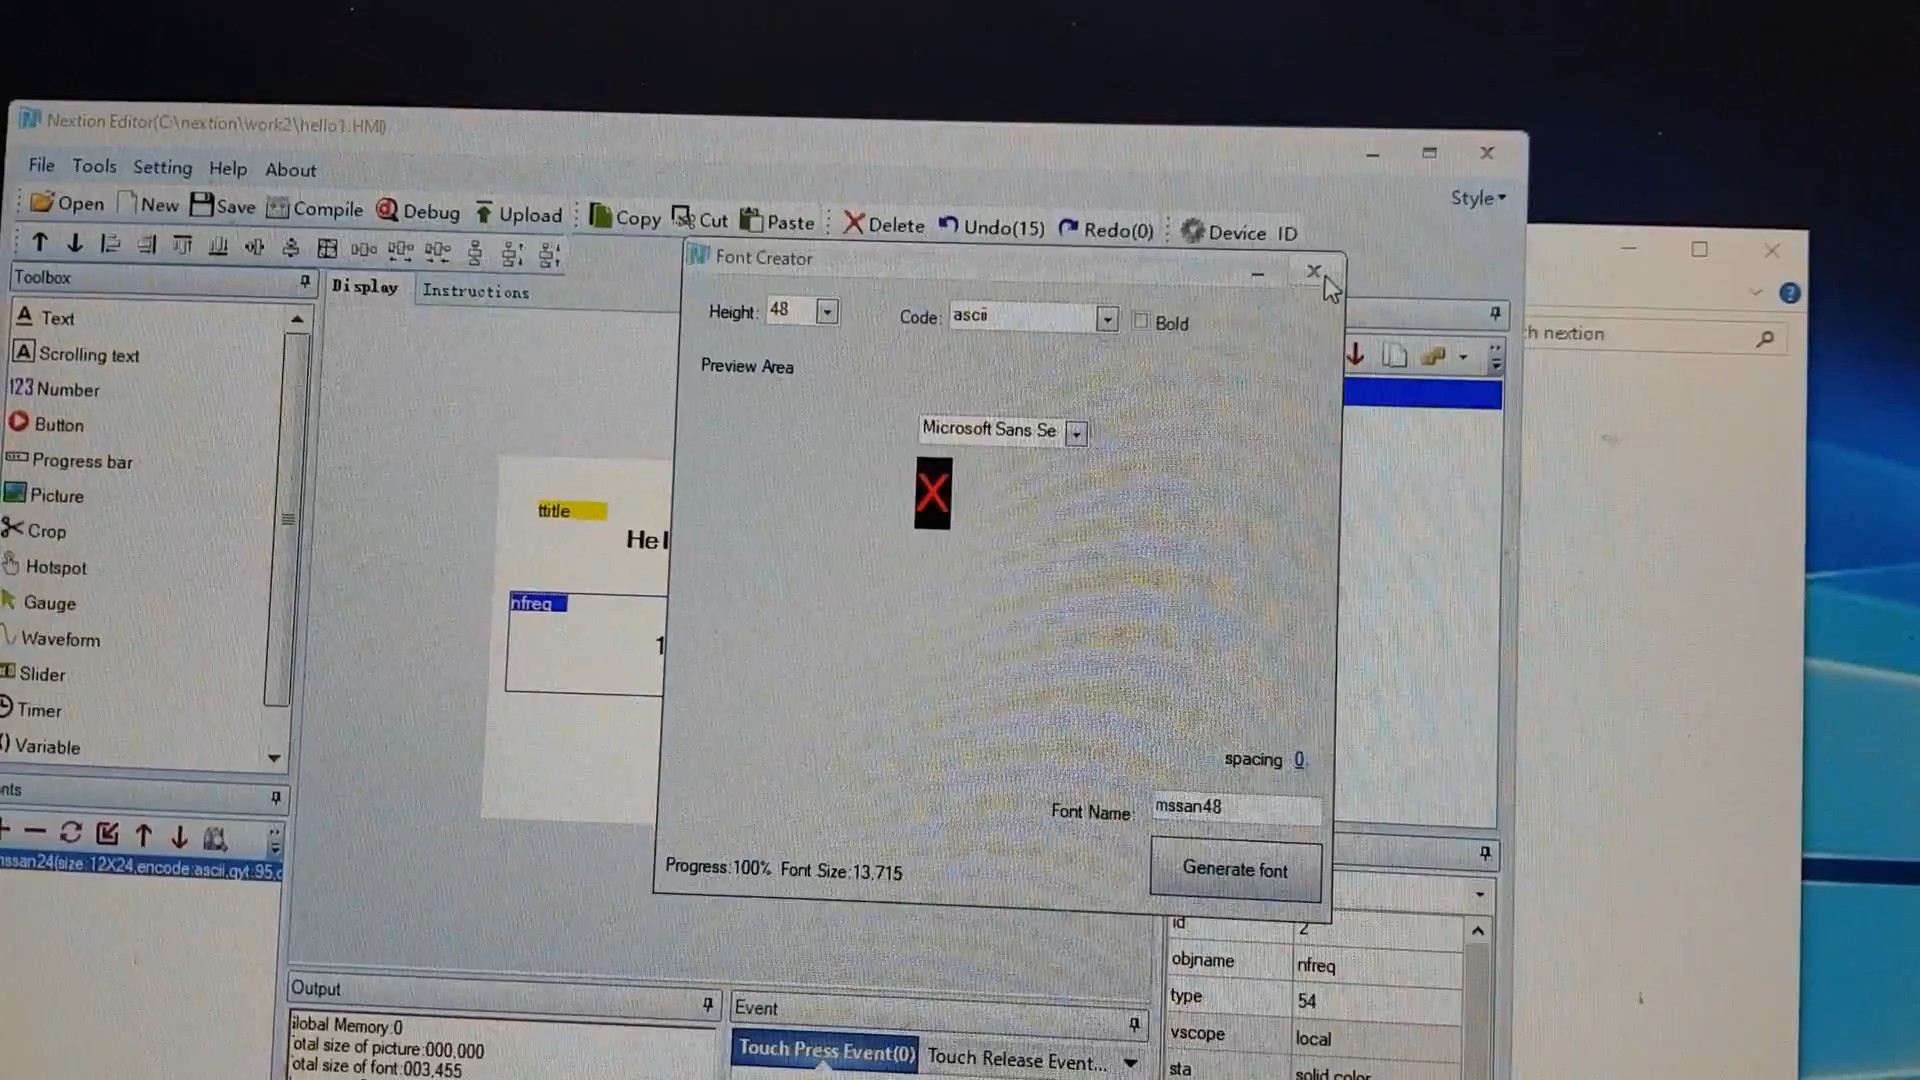 Nextion Editor(C:\nextion\work2\hello1.HMI)
File Tools Setting Help About
Style
Open New Save Compile Debug Upload Copy Cut Paste Delete Undo(15) Redo(0) Device ID
Toolbox
Text
Scrolling text
123 Number
Button
Progress bar
Picture
Crop
Hotspot
Gauge
Waveform
Slider
Timer
Variable
Display Instructions
ttitle
Hel
nfreq
1
Font Creator
Height: 48 Code: ascii Bold
Preview Area
Microsoft Sans Se
X
spacing 0
Font Name: mssan48
Generate font
Progress:100% Font Size:13,715
h nextion
nts
mssan24(size:12X24,encode:ascii,qyt:95,
Output
lobal Memory:0
otal size of picture:000,000
otal size of font:003,455
Event
Touch Press Event(0) Touch Release Event...
id 2
objname nfreq
type 54
vscope local
sta solid color